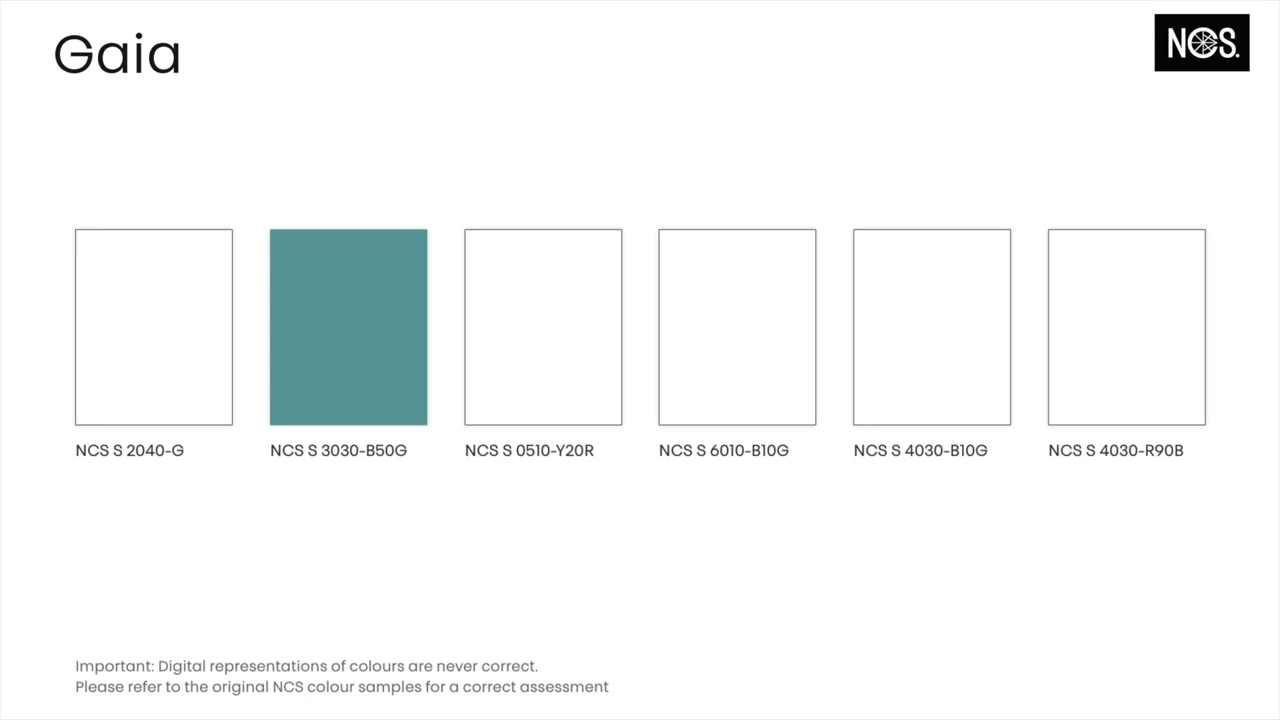 Gaia
NCS.
NCS S 2040-G
NCS S 3030-B50G
NCS S 0510-Y20R
NCS S 6010-B10G
NCS S 4030-B10G
NCS S 4030-R90B
Important: Digital representations of colours are never correct.
Please refer to the original NCS colour samples for a correct assessment